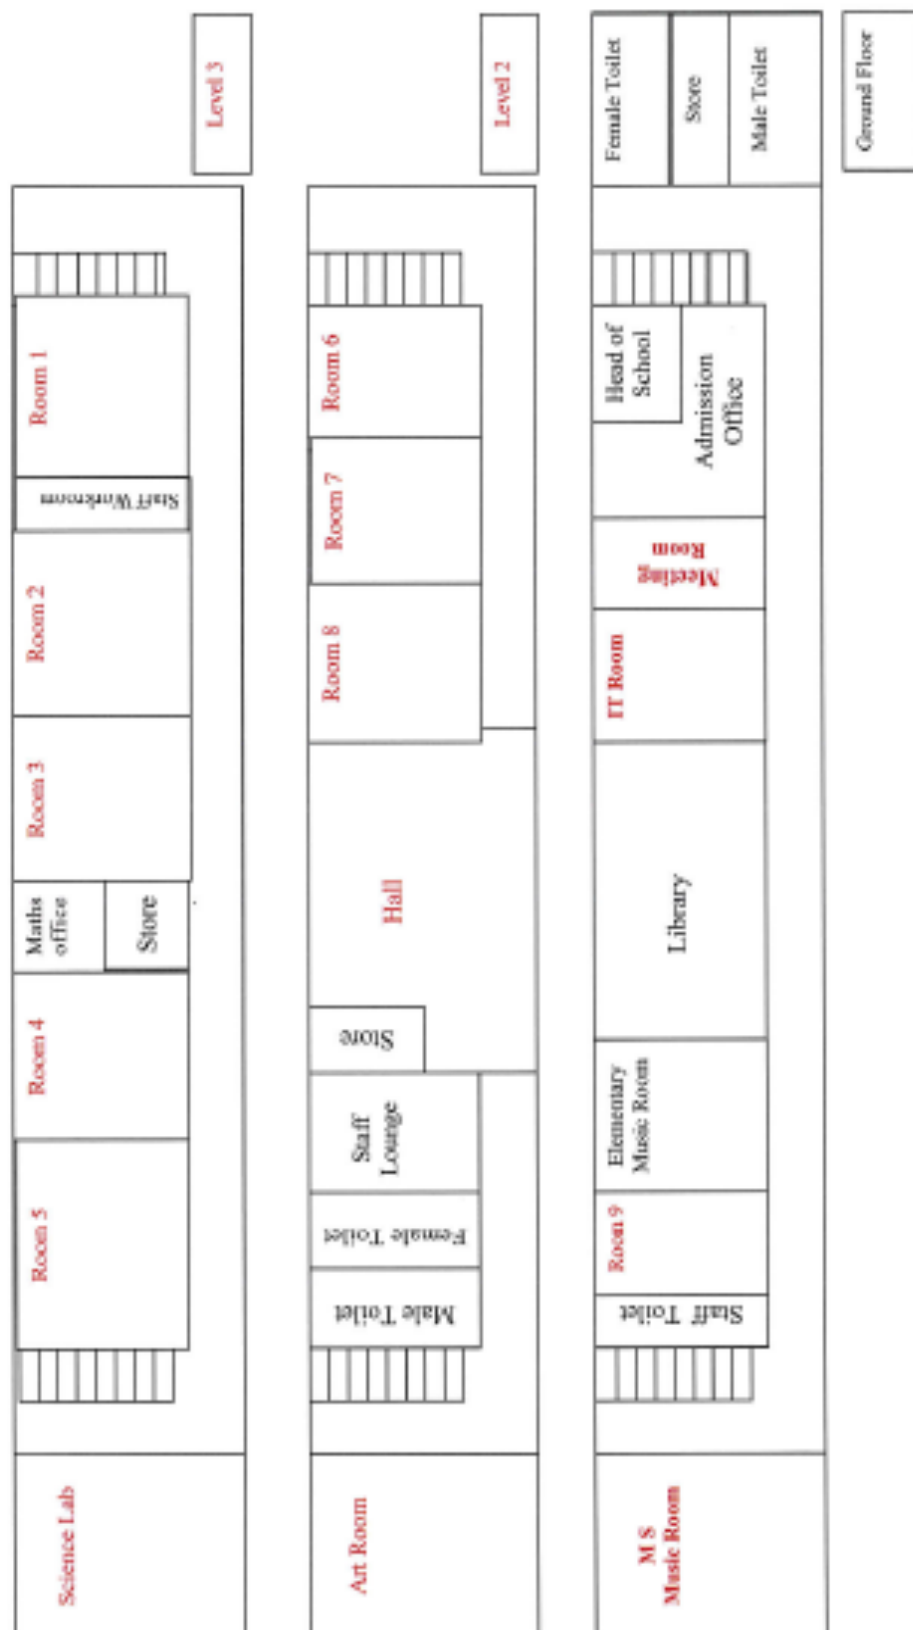 Science Lab
Room 5
Room 4
Maths
office
Store
Room 3
Room 2
Staff Workroom
Room 1
Level 3
Art Room
Male Toilet
Female Toilet
Staff
Lounge
Store
Hall
Room 8
Room 7
Room 6
Level 2
M S
Music Room
Staff Toilet
Room 9
Elementary
Music Room
Library
IT Room
Meeting
Room
Head of
School
Admission
Office
Female Toilet
Store
Male Toilet
Ground Floor